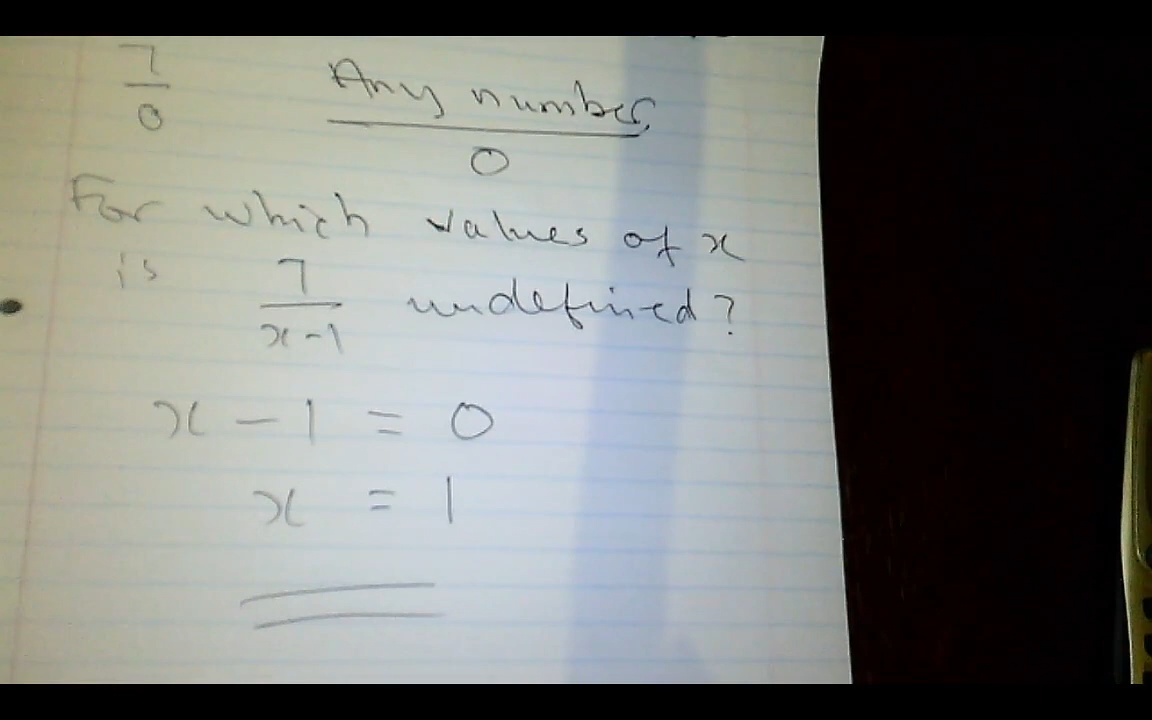 7/0
Any number/0
For which values of x
is 7/(x-1) undefined?
x - 1 = 0
x = 1